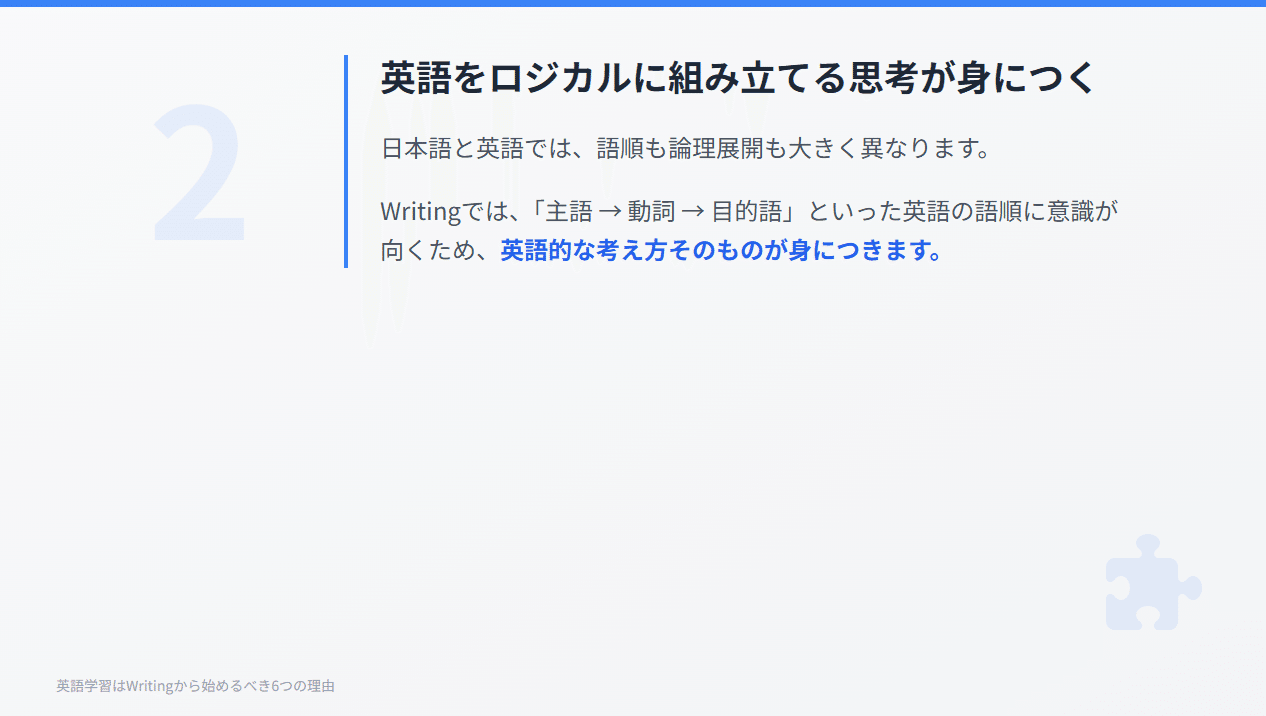 2
英語をロジカルに組み立てる思考が身につく
日本語と英語では、語順も論理展開も大きく異なります。
Writingでは、「主語 → 動詞 → 目的語」といった英語の語順に意識が
向くため、英語的な考え方そのものが身につきます。
英語学習はWritingから始めるべき6つの理由